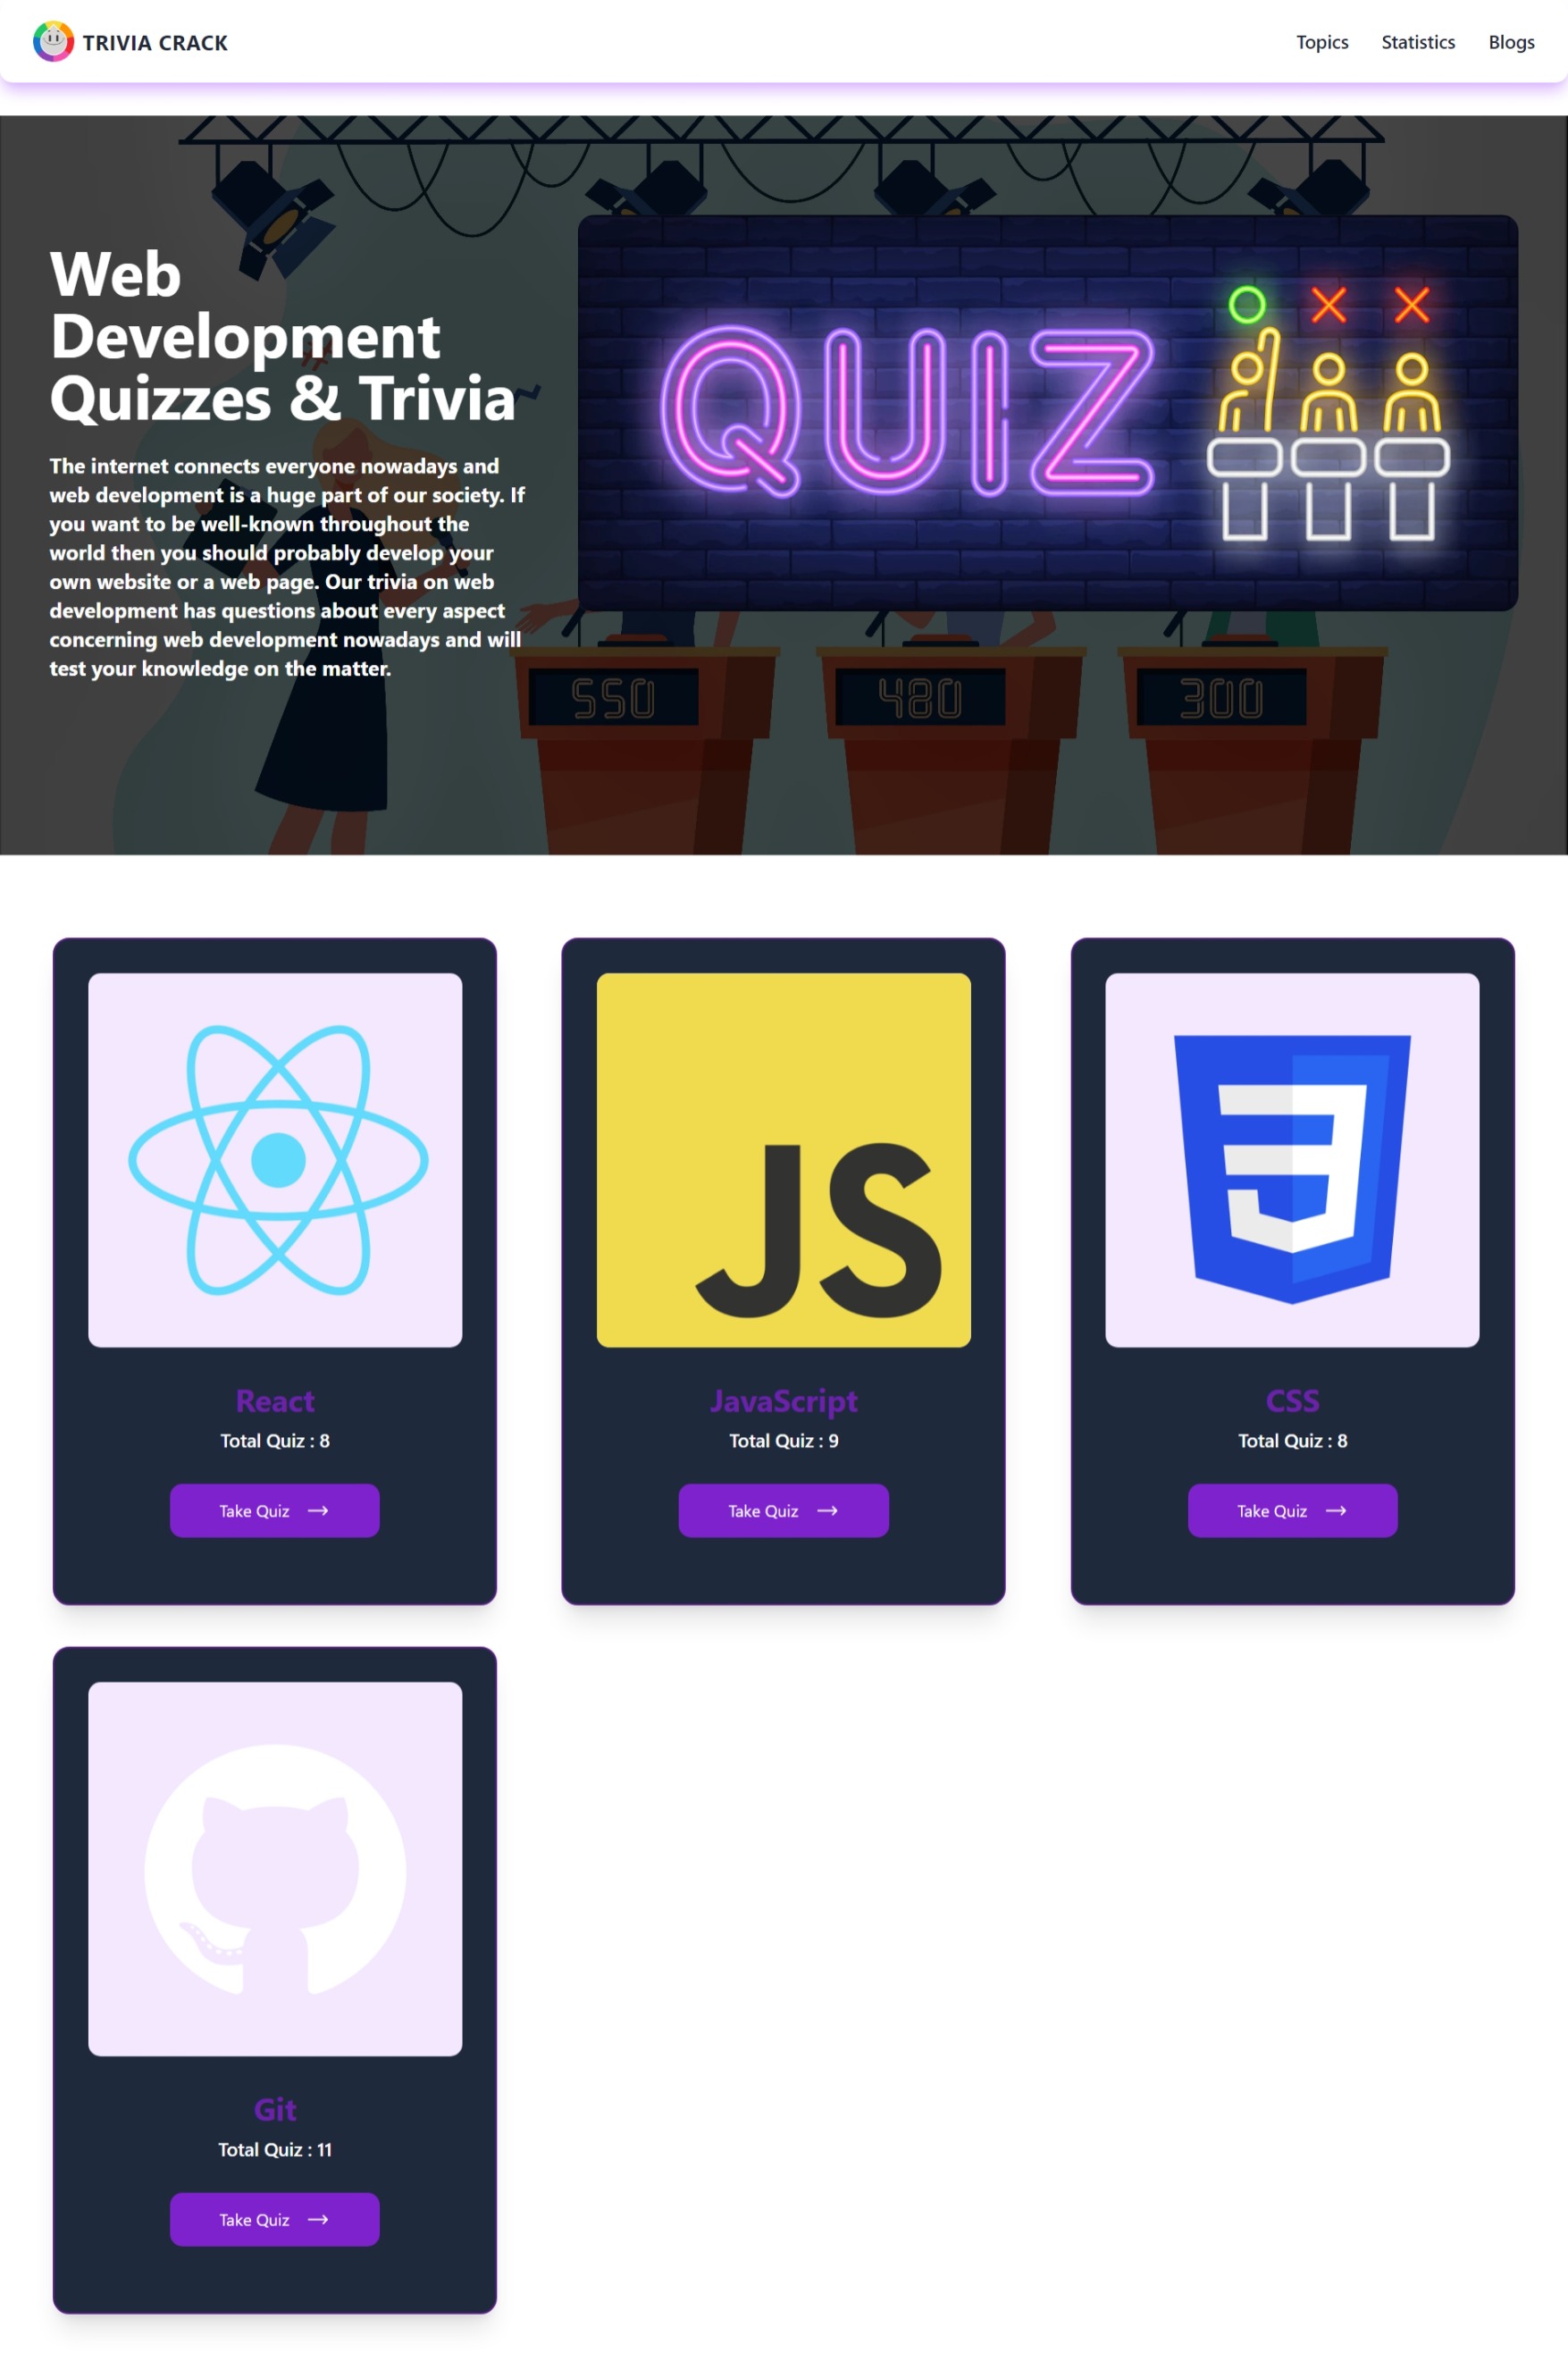 TRIVIA CRACK
Topics
Statistics
Blogs
Web
Development
Quizzes & Trivia
The internet connects everyone nowadays and
web development is a huge part of our society. If
you want to be well-known throughout the
world then you should probably develop your
own website or a web page. Our trivia on web
development has questions about every aspect
concerning web development nowadays and will
test your knowledge on the matter.
QUIZ
550
480
300
JS
React
Total Quiz : 8
Take Quiz
JavaScript
Total Quiz : 9
Take Quiz
CSS
Total Quiz : 8
Take Quiz
Git
Total Quiz : 11
Take Quiz